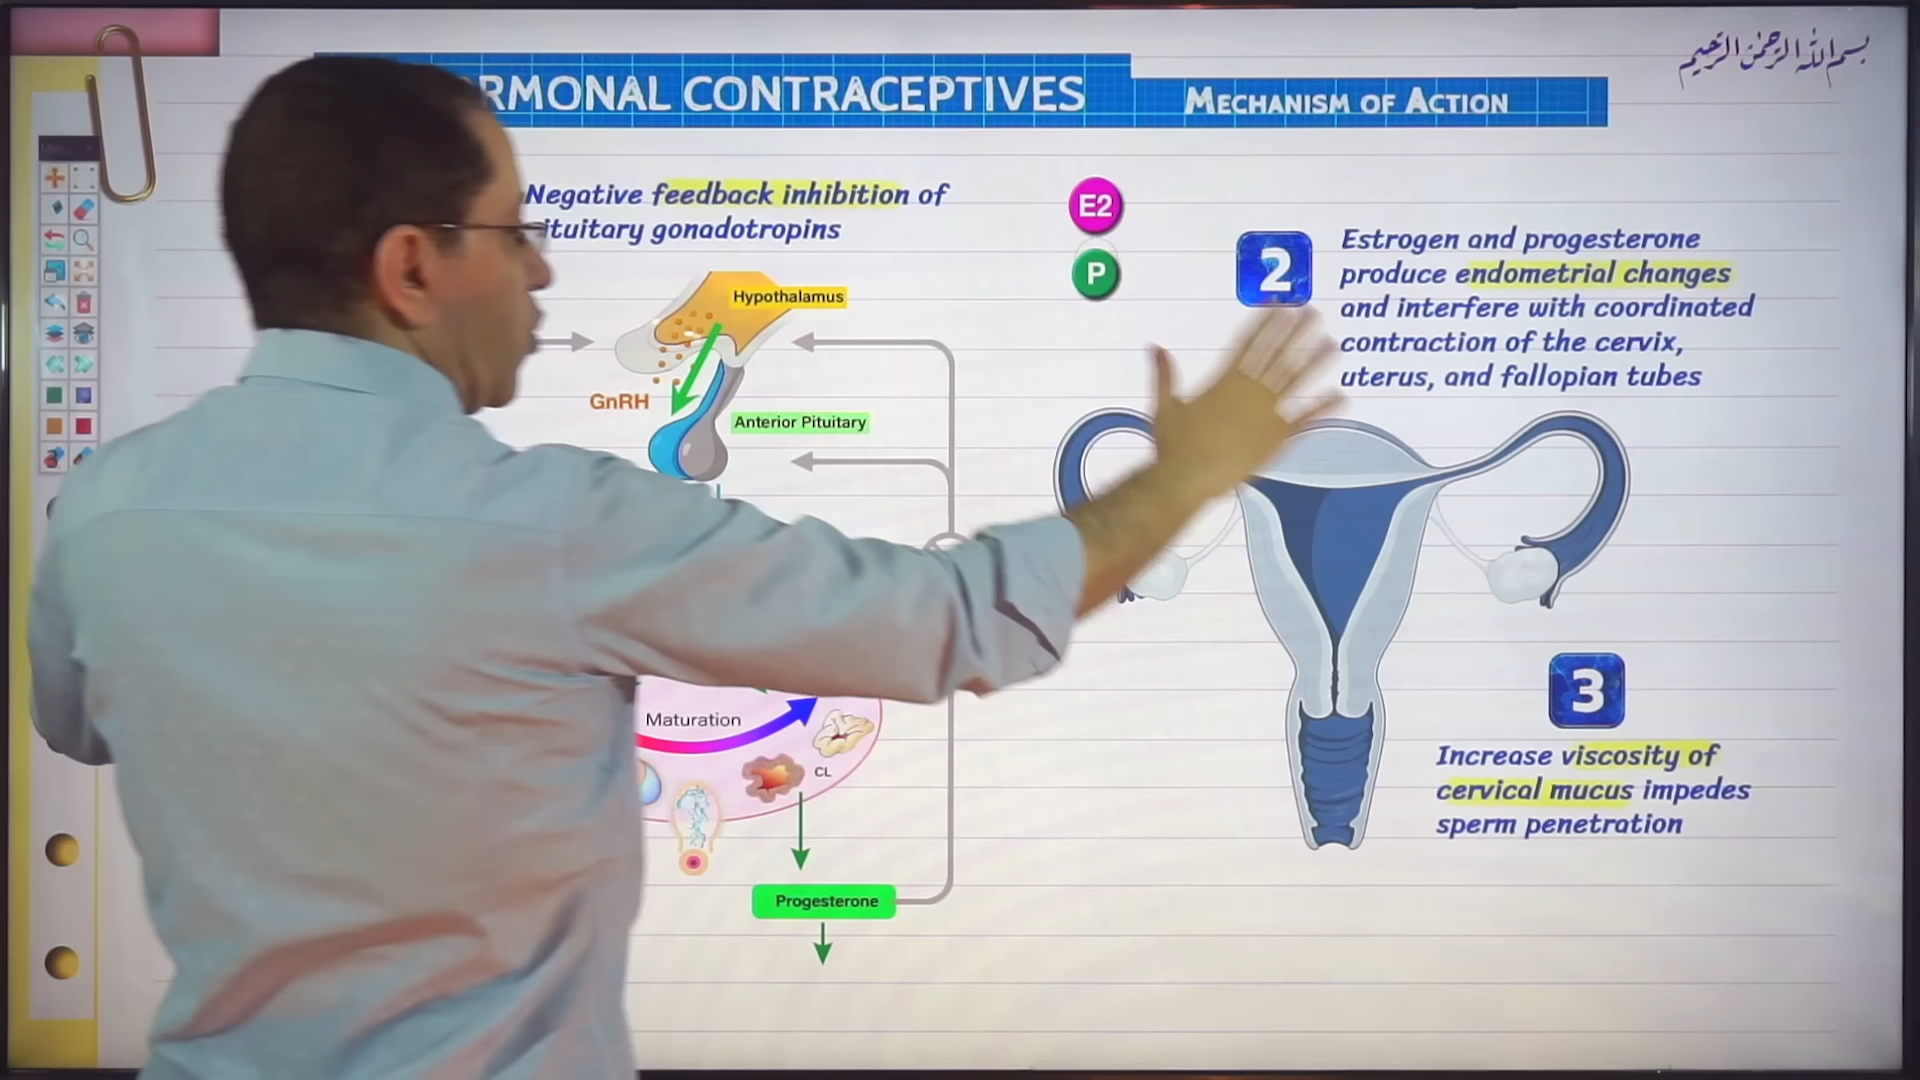 بسم الله الرحمن الرحيم
RMONAL CONTRACEPTIVES
MECHANISM OF ACTION
Negative feedback inhibition of
ituitary gonadotropins
Hypothalamus
GnRH
Anterior Pituitary
Maturation
CL
Progesterone
E2
P
2
Estrogen and progesterone
produce endometrial changes
and interfere with coordinated
contraction of the cervix,
uterus, and fallopian tubes
3
Increase viscosity of
cervical mucus impedes
sperm penetration